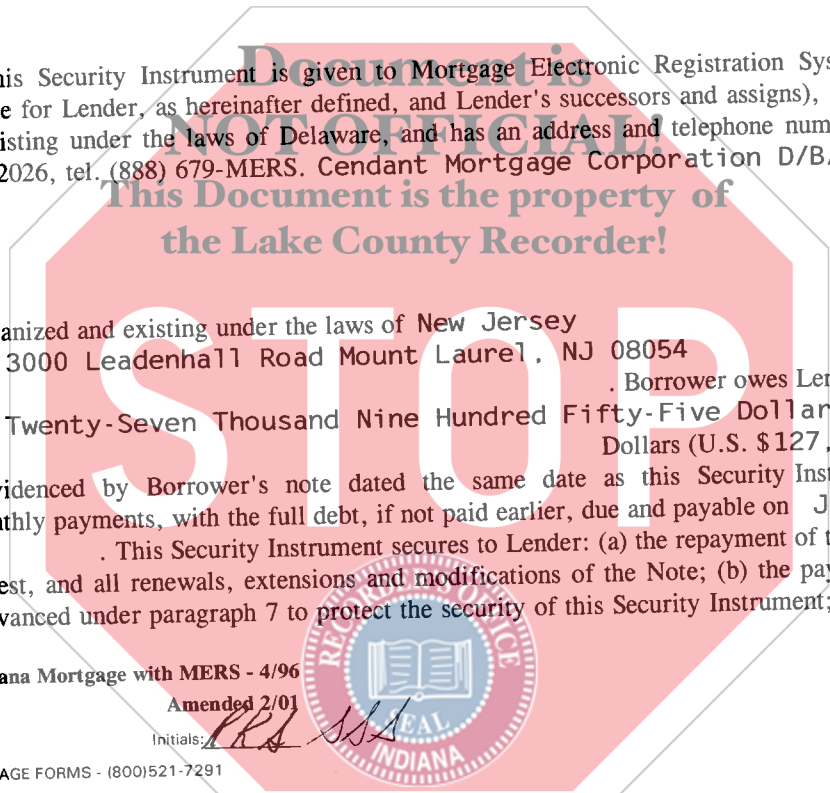 Document is
his Security Instrument is given to Mortgage Electronic Registration Sys
e for Lender, as hereinafter defined, and Lender's successors and assigns),
NOT OFFICIAL!
isting under the laws of Delaware, and has an address and telephone num
2026, tel. (888) 679-MERS. Cendant Mortgage Corporation D/B/
This Document is the property of
the Lake County Recorder!
anized and existing under the laws of New Jersey
3000 Leadenhall Road Mount Laurel, NJ 08054
. Borrower owes Len
STOP
Twenty-Seven Thousand Nine Hundred Fifty-Five Dollar
Dollars (U.S. $127,
videnced by Borrower's note dated the same date as this Security Inst
nthly payments, with the full debt, if not paid earlier, due and payable on J
. This Security Instrument secures to Lender: (a) the repayment of t
est, and all renewals, extensions and modifications of the Note; (b) the pay
vanced under paragraph 7 to protect the security of this Security Instrument;
RECORDER'S OFFICE
SEAL
INDIANA
ana Mortgage with MERS - 4/96
Amended 2/01
Initials: PRS SSS
AGE FORMS - (800)521-7291